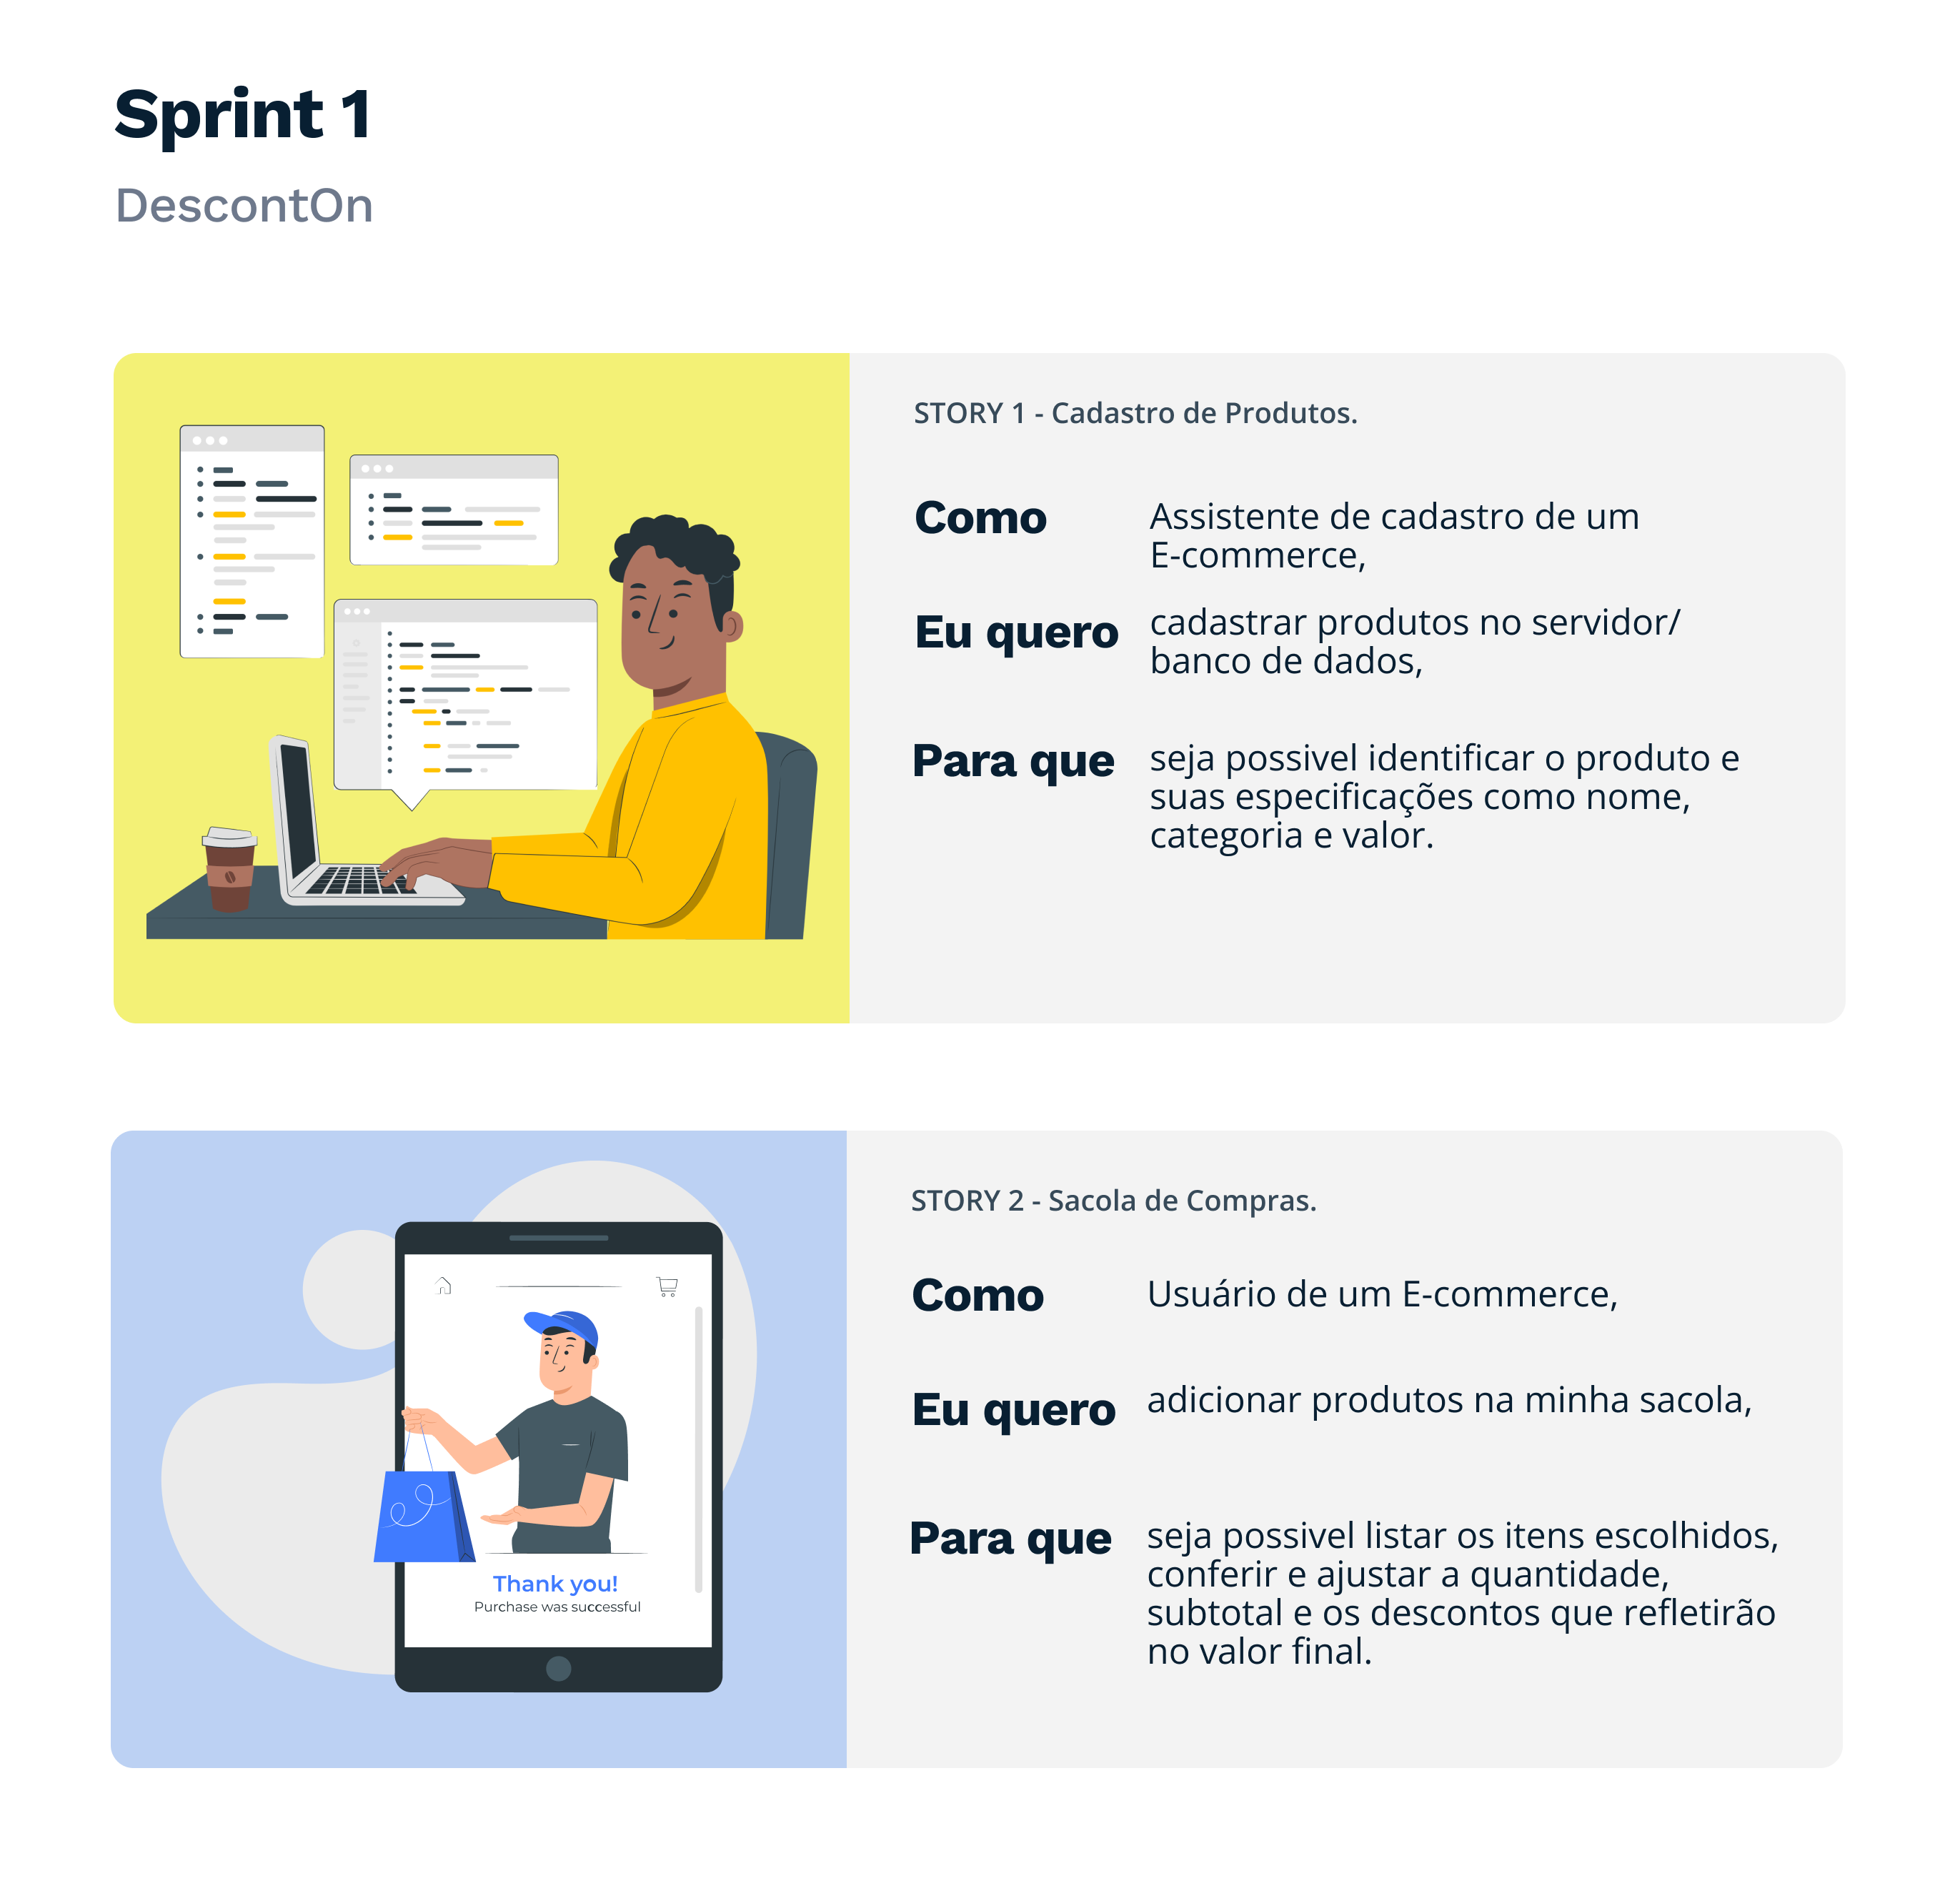 Sprint 1
DescontOn
STORY 1 - Cadastro de Produtos.
Como
Assistente de cadastro de um
E-commerce,
Eu quero
cadastrar produtos no servidor/
banco de dados,
Para que
seja possivel identificar o produto e
suas especificações como nome,
categoria e valor.
STORY 2 - Sacola de Compras.
Como
Usuário de um E-commerce,
Eu quero
adicionar produtos na minha sacola,
Para que
seja possivel listar os itens escolhidos,
conferir e ajustar a quantidade,
subtotal e os descontos que refletirão
no valor final.
Thank you!
Purchase was successful